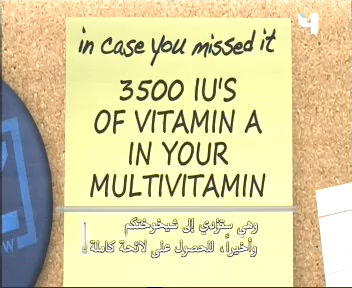 4
in case you missed it
3500 IU'S
OF VITAMIN A
IN YOUR
MULTIVITAMIN
وهي ستؤدي إلى شيخوختكم
وأخيراً، للحصول على لائحة كاملة